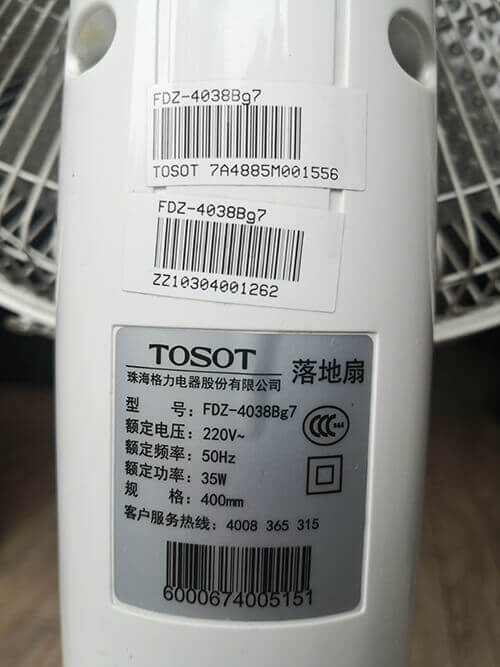 FDZ-4038Bg7
TOSOT 7A4885M001556
FDZ-4038Bg7
ZZ10304001262
TOSOT 落地扇
珠海格力电器股份有限公司
型 号: FDZ-4038Bg7
额定电压: 220V~
额定频率: 50Hz
额定功率: 35W
规 格: 400mm
客户服务热线: 4008 365 315
6000674005151